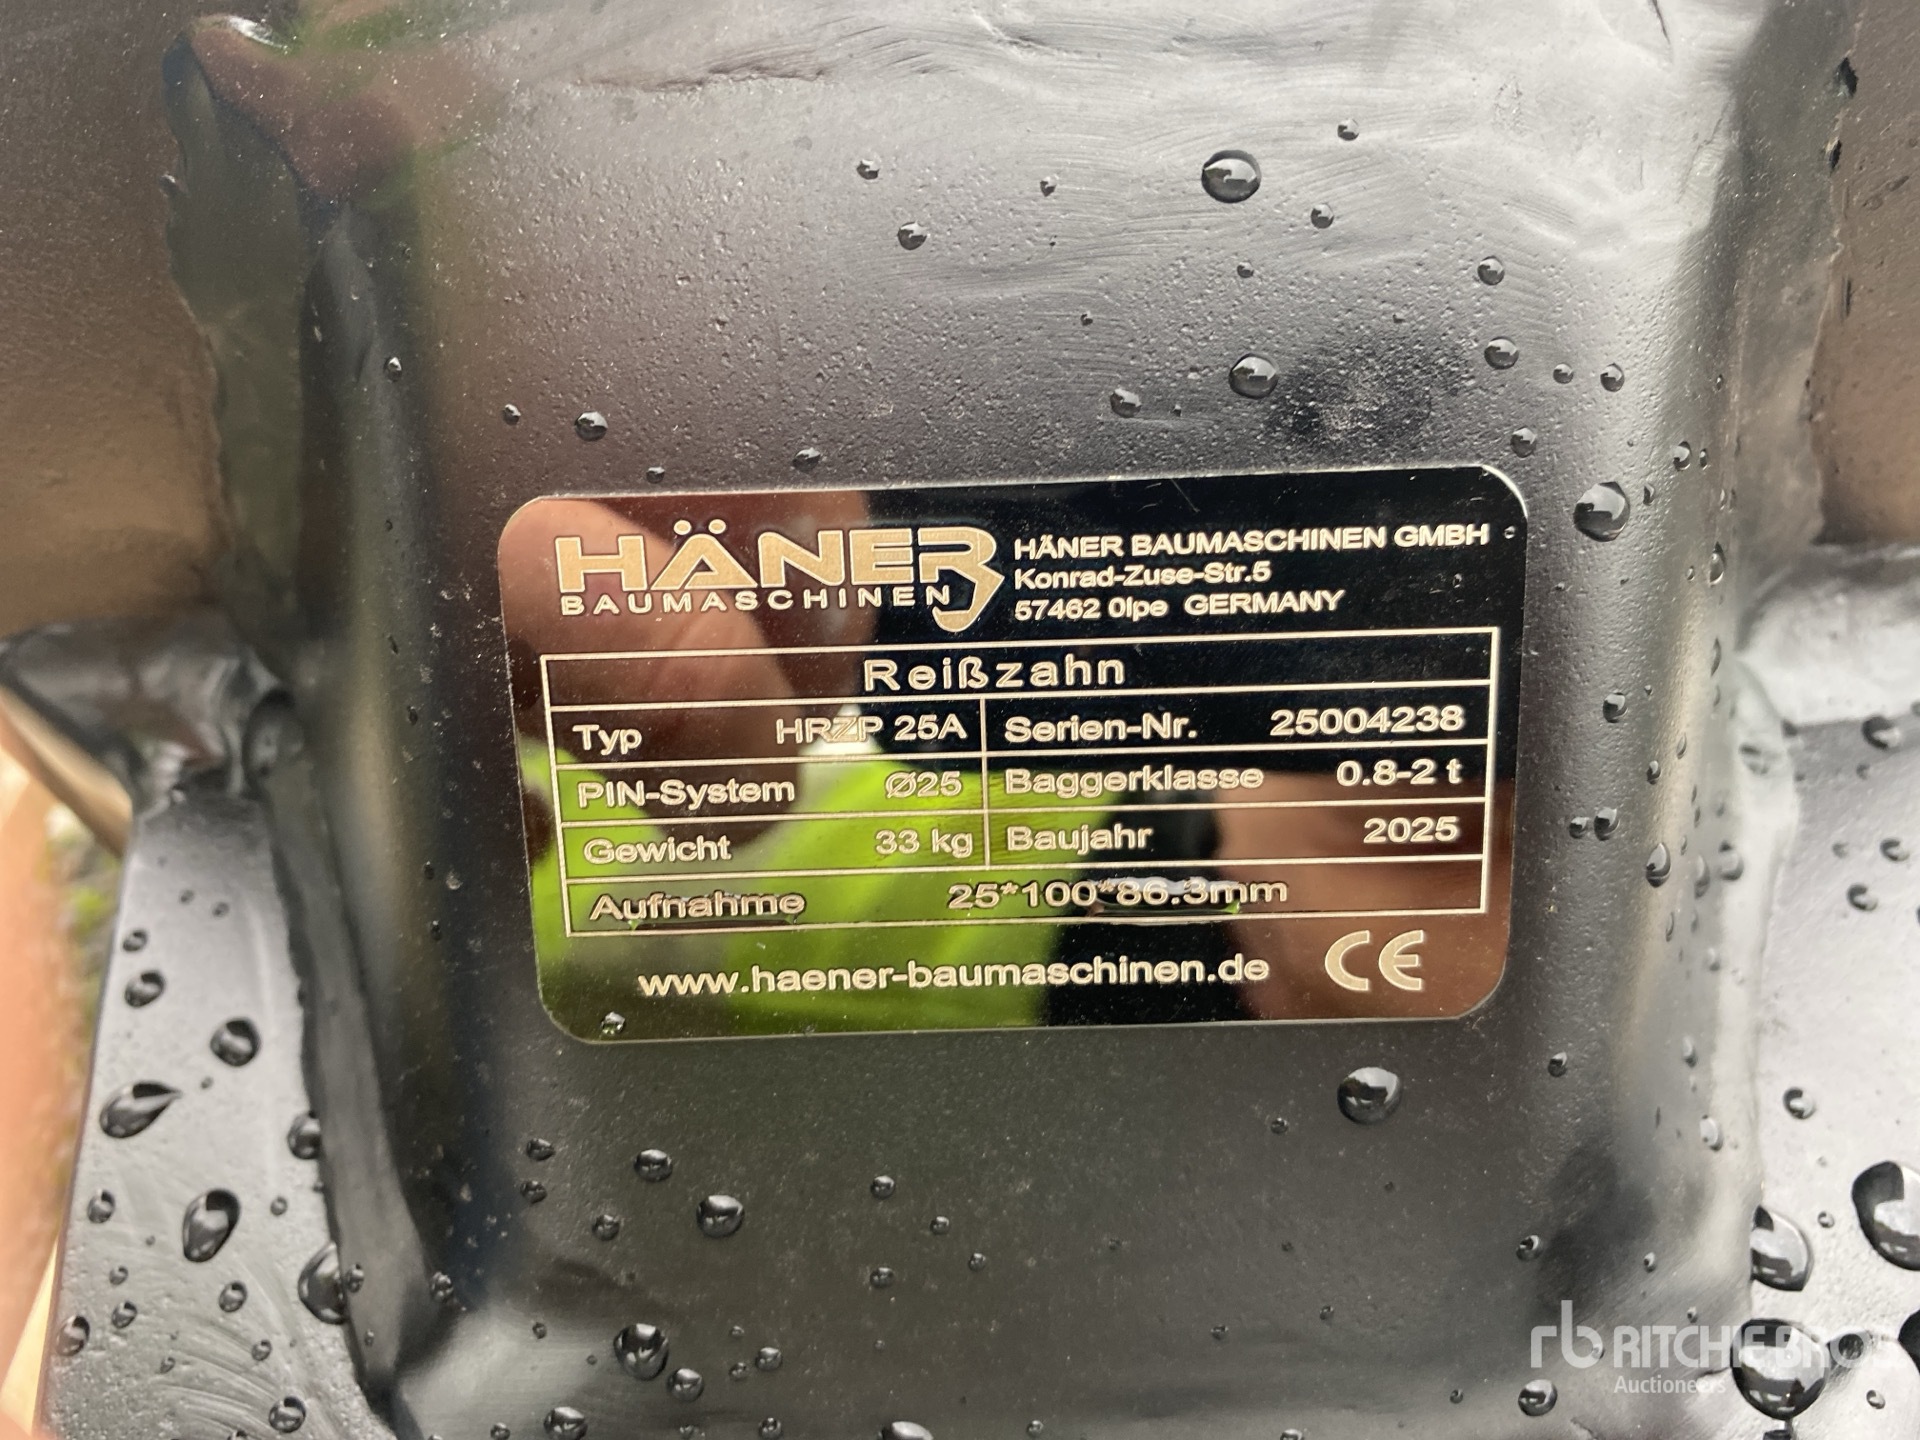 HÄNER
BAUMASCHINEN
HÄNER BAUMASCHINEN GMBH
Konrad-Zuse-Str.5
57462 Olpe GERMANY
Reißzahn
Typ HRZP 25A Serien-Nr. 25004238
PIN-System Ø25 Baggerklasse 0.8-2 t
Gewicht 33 kg Baujahr 2025
Aufnahme 25*100*86.3mm
www.haener-baumaschinen.de CE
rb RITCHIE BROS.
Auctioneers